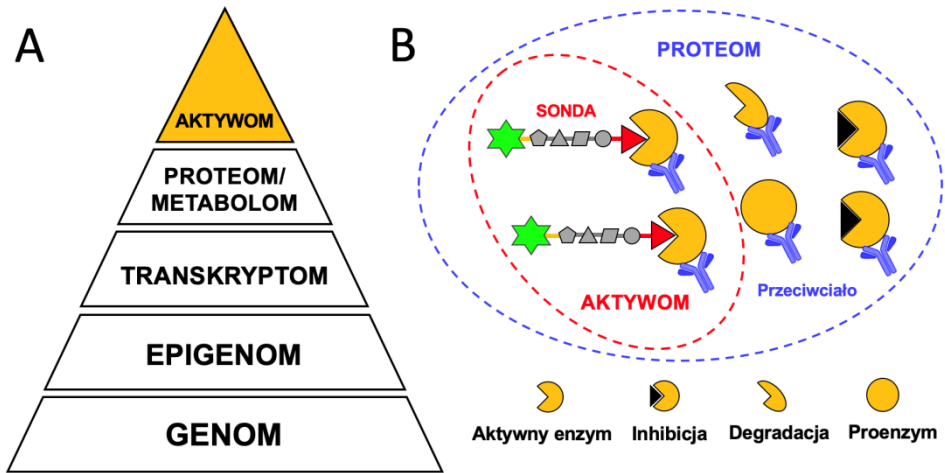 A
AKTYWOM
PROTEOM/
METABOLOM
TRANSKRYPTOM
EPIGENOM
GENOM
B
PROTEOM
SONDA
AKTYWOM
Przeciwciało
Aktywny enzym
Inhibicja
Degradacja
Proenzym